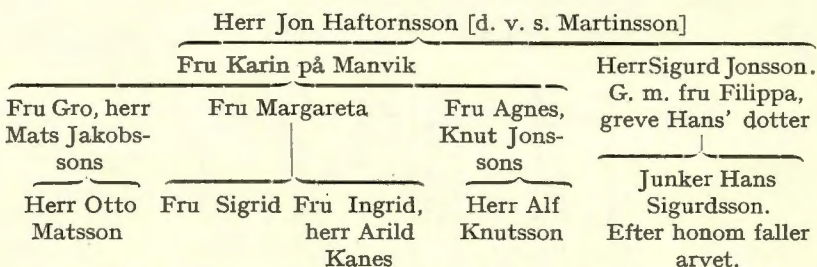 Herr Jon Haftornsson [d. v. s. Martinsson]
Fru Karin på Manvik
HerrSigurd Jonsson.
G. m. fru Filippa,
greve Hans' dotter
Fru Gro, herr
Mats Jakobs-
sons
Fru Margareta
Fru Agnes,
Knut Jons-
sons
Junker Hans
Sigurdsson.
Efter honom faller
arvet.
Herr Otto
Matsson
Fru Sigrid
Fru Ingrid,
herr Arild
Kanes
Herr Alf
Knutsson